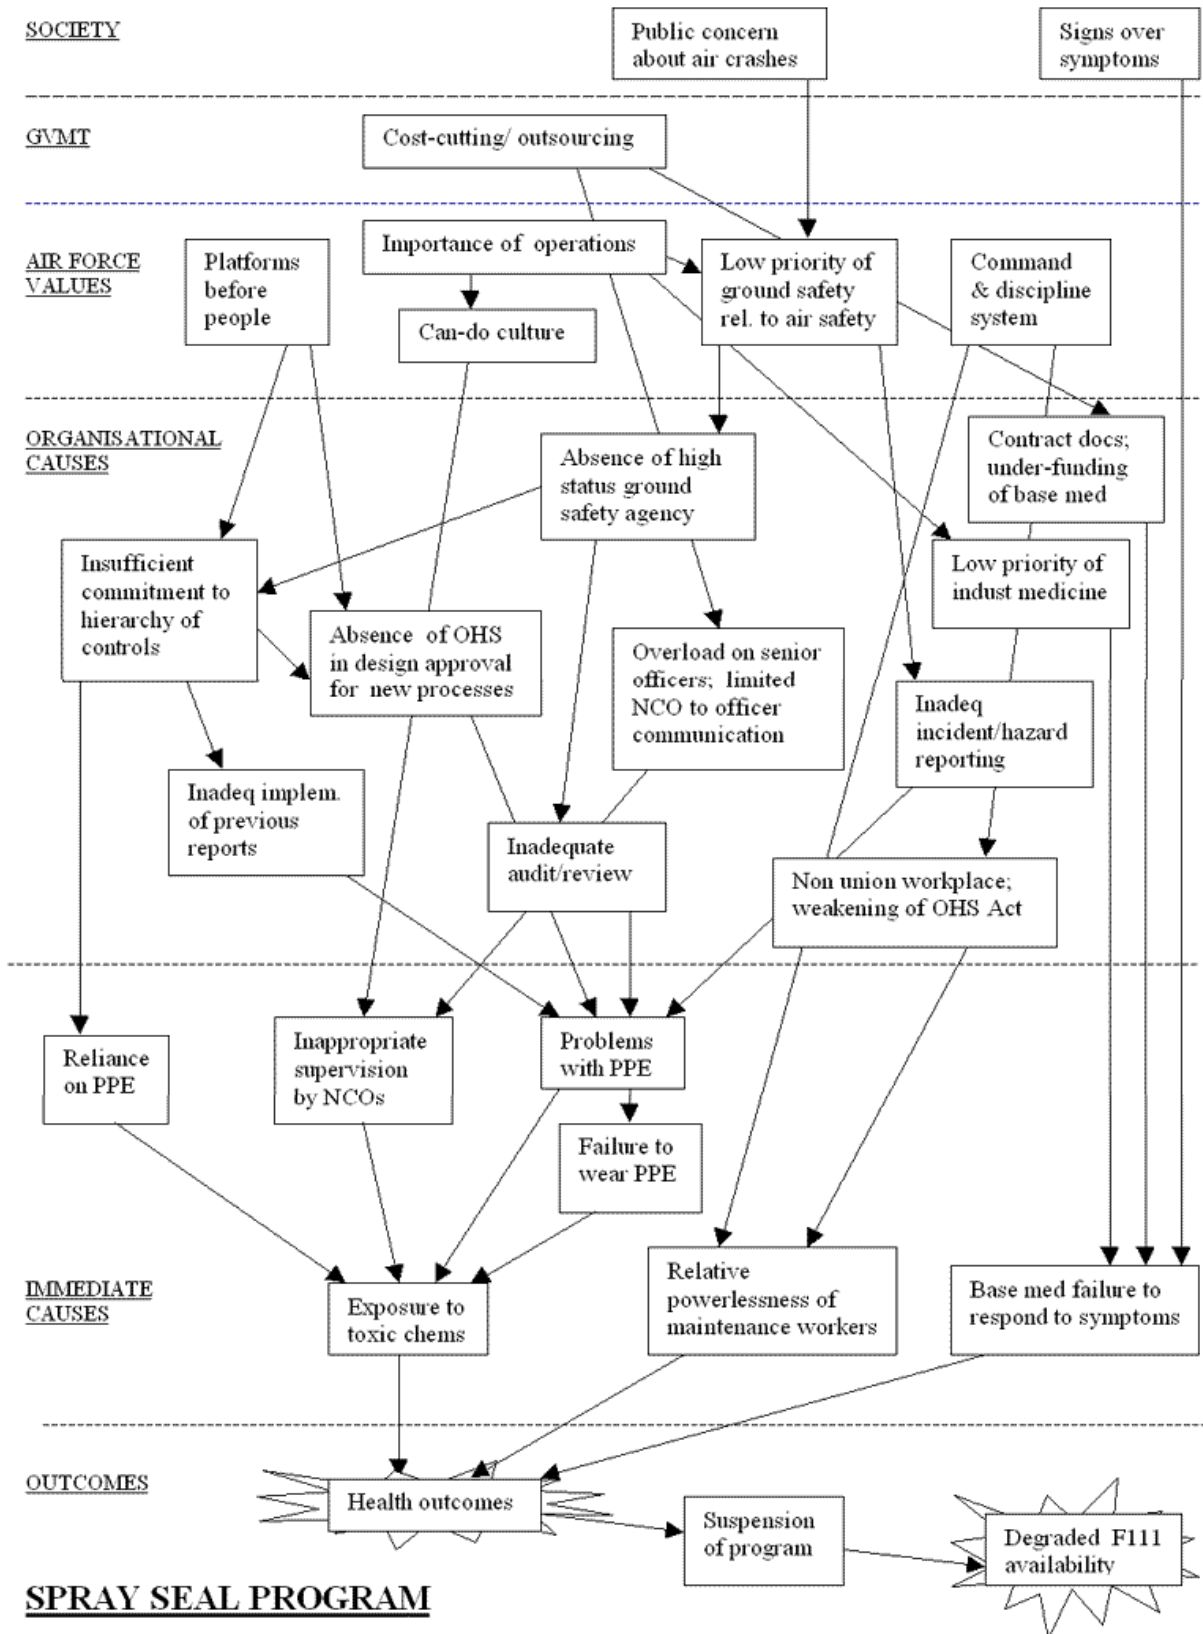 SOCIETY
Public concern
about air crashes
Signs over
symptoms
GVMT
Cost-cutting/ outsourcing
AIR FORCE
VALUES
Platforms
before
people
Importance of operations
Can-do culture
Low priority of
ground safety
rel. to air safety
Command
& discipline
system
ORGANISATIONAL
CAUSES
Absence of high
status ground
safety agency
Contract docs;
under-funding
of base med
Insufficient
commitment to
hierarchy of
controls
Low priority of
indust medicine
Absence of OHS
in design approval
for new processes
Overload on senior
officers; limited
NCO to officer
communication
Inadeq
incident/hazard
reporting
Inadeq implem.
of previous
reports
Inadequate
audit/review
Non union workplace;
weakening of OHS Act
Reliance
on PPE
Inappropriate
supervision
by NCOs
Problems
with PPE
Failure to
wear PPE
IMMEDIATE
CAUSES
Exposure to
toxic chems
Relative
powerlessness of
maintenance workers
Base med failure to
respond to symptoms
OUTCOMES
Health outcomes
Suspension
of program
Degraded F111
availability
SPRAY SEAL PROGRAM